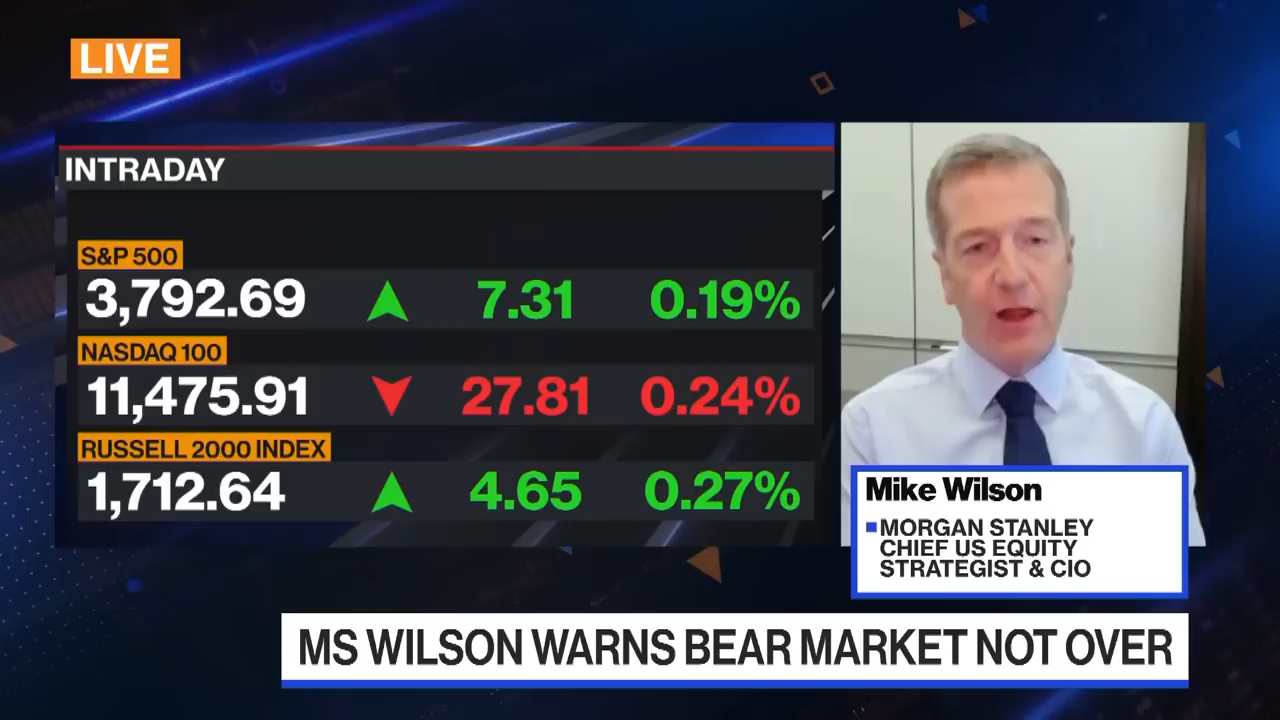 LIVE
INTRADAY
S&P 500
3,792.69 7.31 0.19%
NASDAQ 100
11,475.91 27.81 0.24%
RUSSELL 2000 INDEX
1,712.64 4.65 0.27%
Mike Wilson
MORGAN STANLEY
CHIEF US EQUITY
STRATEGIST & CIO
MS WILSON WARNS BEAR MARKET NOT OVER